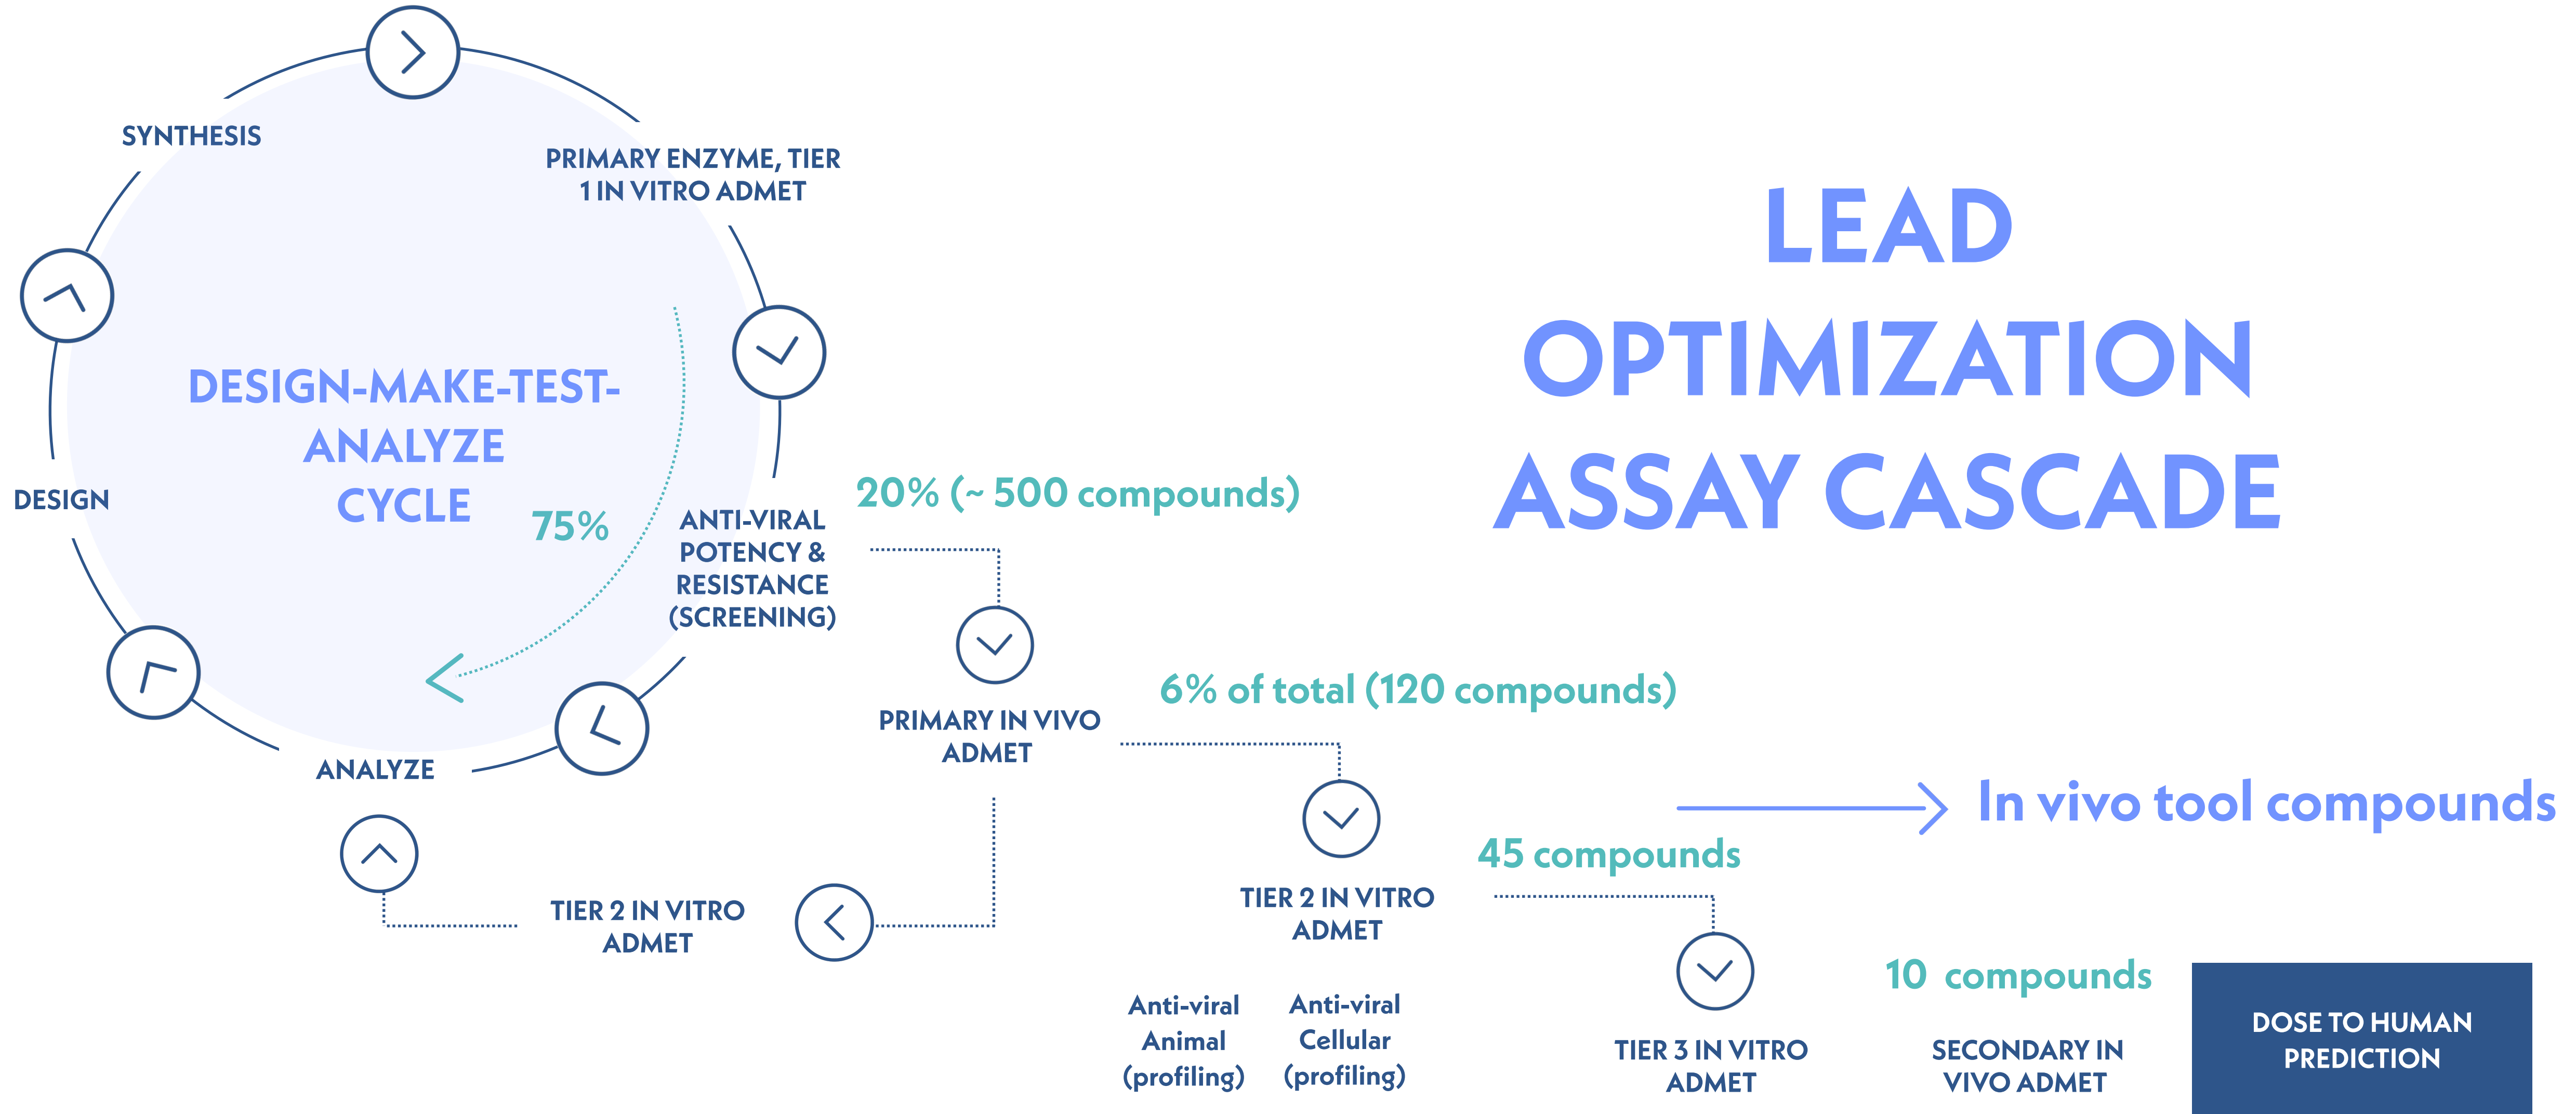 SYNTHESIS
PRIMARY ENZYME, TIER
1 IN VITRO ADMET
DESIGN-MAKE-TEST-
ANALYZE
CYCLE
DESIGN
75%
ANTI-VIRAL
POTENCY &
RESISTANCE
(SCREENING)
ANALYZE
LEAD
OPTIMIZATION
ASSAY CASCADE
20% (~ 500 compounds)
PRIMARY IN VIVO
ADMET
6% of total (120 compounds)
TIER 2 IN VITRO
ADMET
TIER 2 IN VITRO
ADMET
Anti-viral
Animal
(profiling)
Anti-viral
Cellular
(profiling)
In vivo tool compounds
45 compounds
TIER 3 IN VITRO
ADMET
10 compounds
SECONDARY IN
VIVO ADMET
DOSE TO HUMAN
PREDICTION